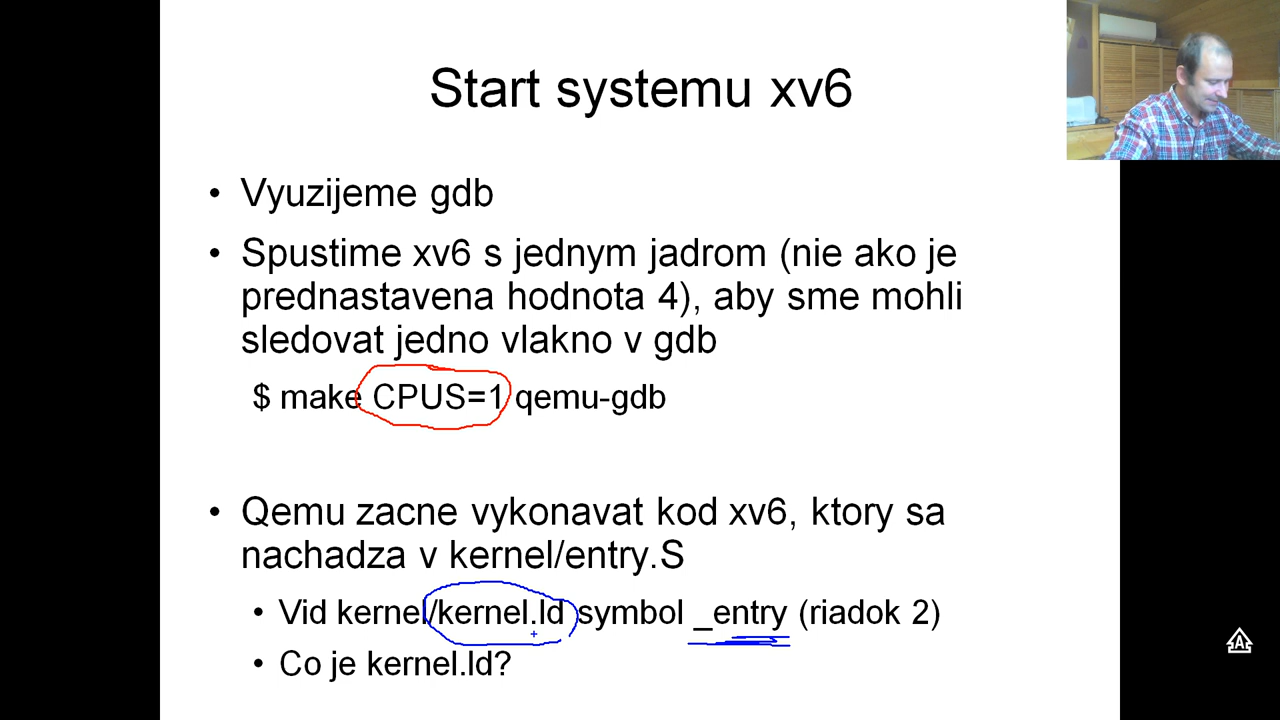 Start systemu xv6
• Vyuzijeme gdb
• Spustime xv6 s jednym jadrom (nie ako je
prednastavena hodnota 4), aby sme mohli
sledovat jedno vlakno v gdb
$ make CPUS=1 qemu-gdb
• Qemu zacne vykonavat kod xv6, ktory sa
nachadza v kernel/entry.S
• Vid kernel/kernel.ld symbol _entry (riadok 2)
• Co je kernel.ld?
A